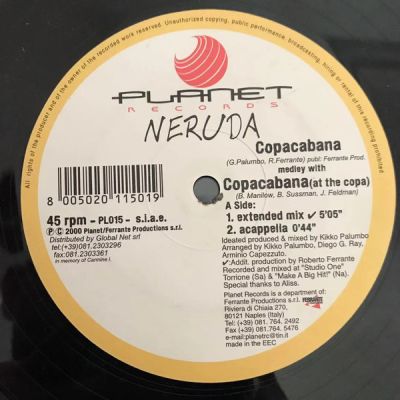 All rights of the producer and of the owner of the recorded work reserved. Unauthorized copying, public performance, broadcasting, hiring or rental of this record prohibited.
PLANET
RECORDS
NERUDA
Copacabana
(G.Palumbo, R.Ferrante) publ: Ferrante Prod.
medley with
Copacabana(at the copa)
(B. Manilow, B. Sussman, J. Feldman)
8 005020 115019
45 rpm - PL015 - s.i.a.e.
℗ © 2000 Planet/Ferrante Productions s.r.l.
Distributed by Global Net srl
tel:(+39)081.2303296
fax:081.2303361
in memory of Carmine I.
A Side:
1. extended mix ✔ 5'05"
2. acappella 0'44"
Ideated produced & mixed by Kikko Palumbo
Arranged by Kikko Palumbo, Diego G. Ray,
Arminio Capezzuto.
✔:Addit. production by Roberto Ferrante
Recorded and mixed at "Studio One"
Torrione (Sa) & "Make A Big Hit!" (Na).
Special thanks to Aliss.
Planet Records is a department of:
Ferrante Productions s.r.l.
Riviera di Chiaia 270,
80121 Naples (Italy)
Tel: (+39) 081.764. 2492
Fax (+39) 081.764. 5476
e-mail:planetrc@tin.it
made in the EEC
FERRANTE